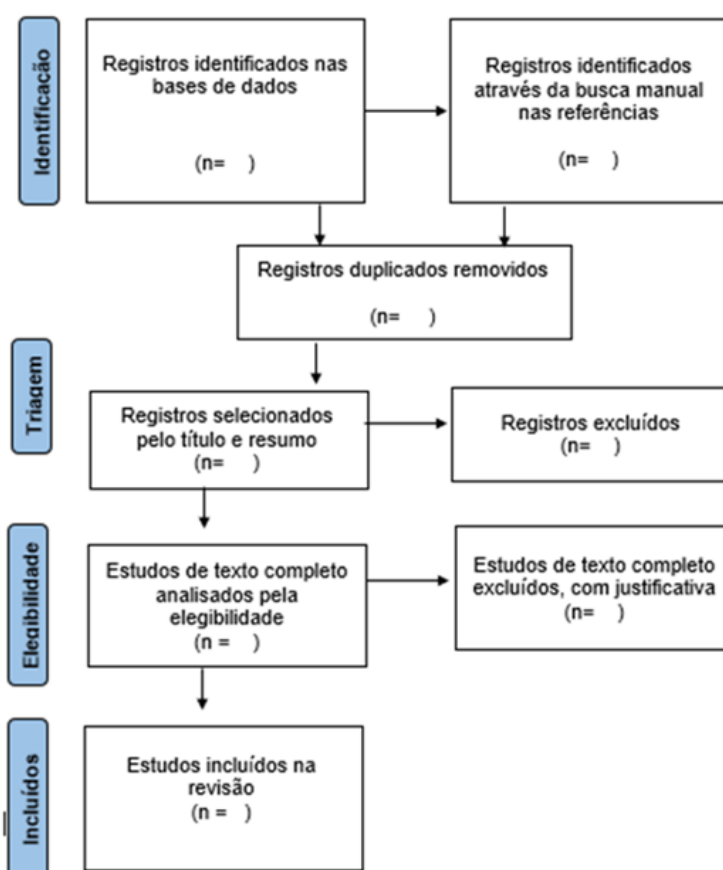 Identificação
Registros identificados nas
bases de dados
(n= )
Registros identificados
através da busca manual
nas referências
(n= )
Registros duplicados removidos
(n= )
Triagem
Registros selecionados
pelo título e resumo
(n= )
Registros excluídos
(n= )
Elegibilidade
Estudos de texto completo
analisados pela
elegibilidade
(n = )
Estudos de texto completo
excluídos, com justificativa
(n= )
Incluídos
Estudos incluídos na
revisão
(n = )